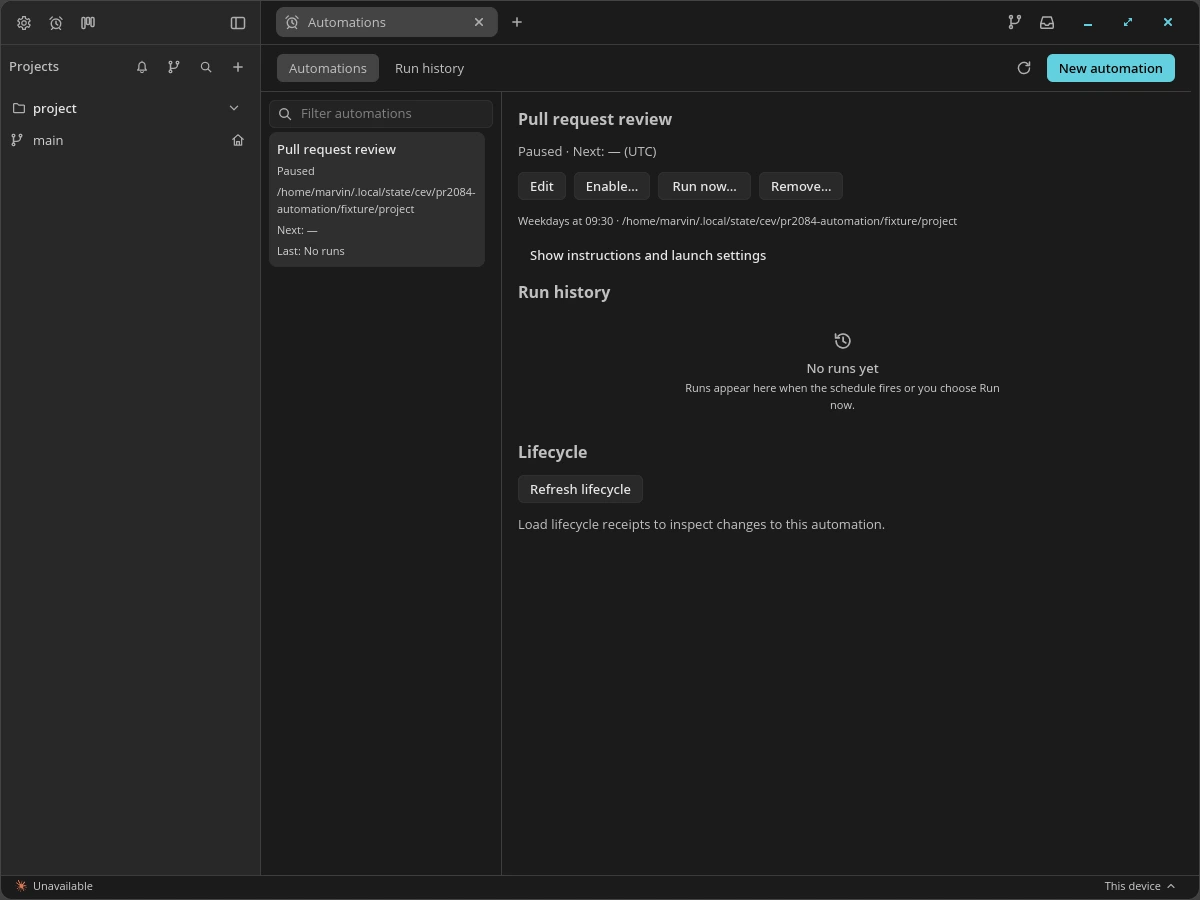 Automations
Projects
Automations
Run history
New automation
project
main
Filter automations
Pull request review
Paused
/home/marvin/.local/state/cev/pr2084-
automation/fixture/project
Next: —
Last: No runs
Pull request review
Paused · Next: — (UTC)
Edit
Enable...
Run now...
Remove...
Weekdays at 09:30 · /home/marvin/.local/state/cev/pr2084-automation/fixture/project
Show instructions and launch settings
Run history
No runs yet
Runs appear here when the schedule fires or you choose Run
now.
Lifecycle
Refresh lifecycle
Load lifecycle receipts to inspect changes to this automation.
Unavailable
This device